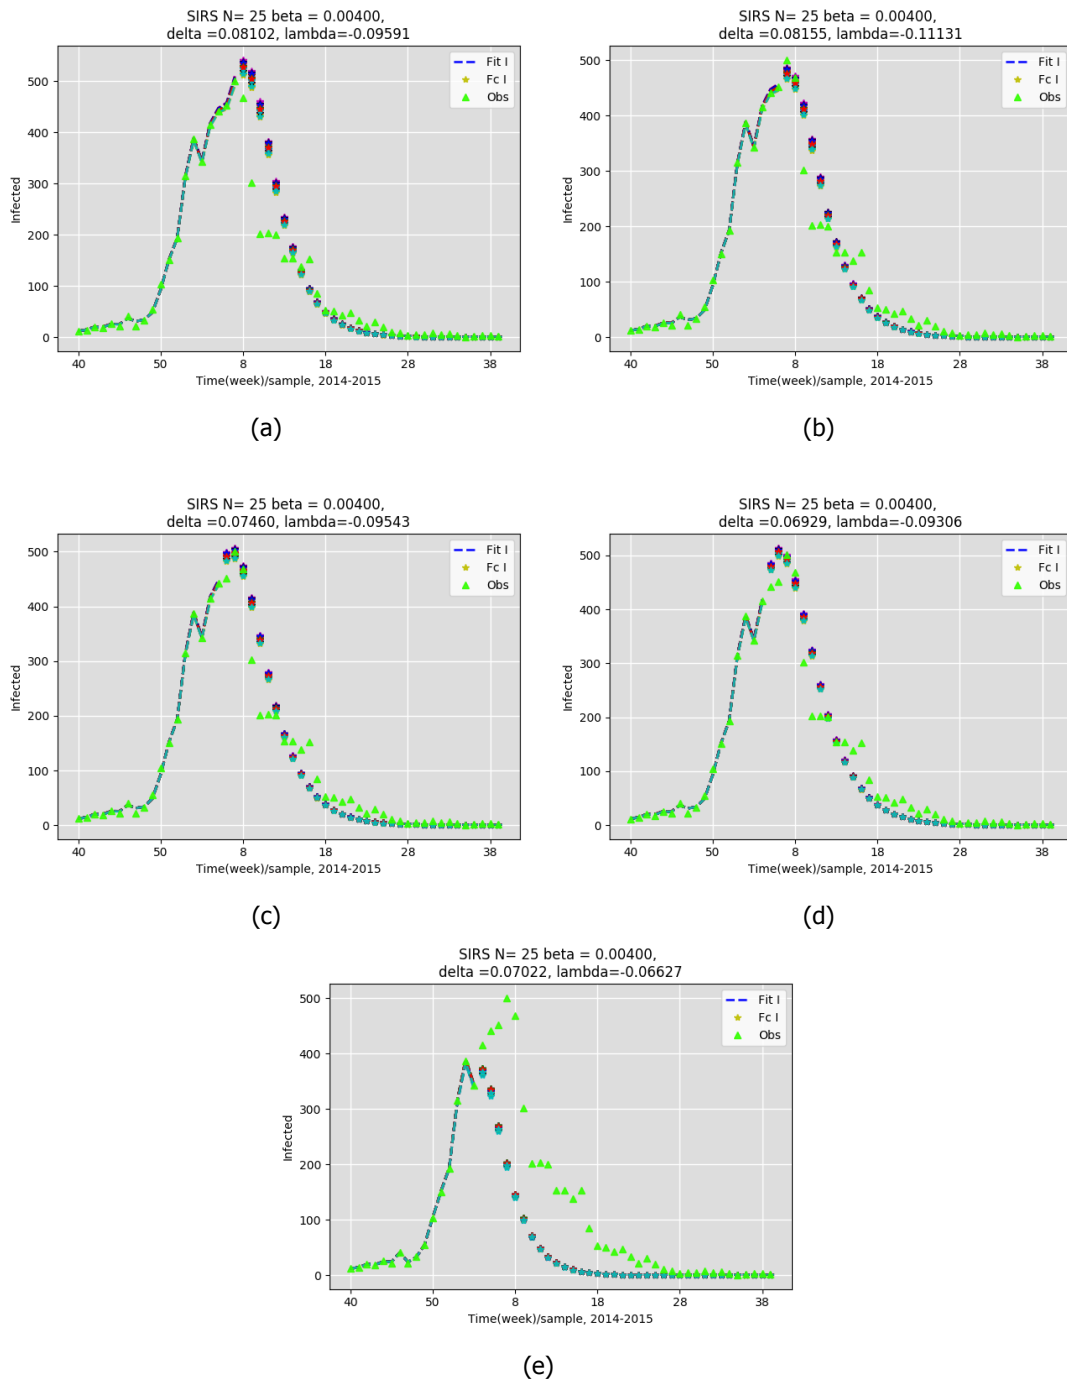 SIRS N= 25 beta = 0.00400,
delta =0.08102, lambda=-0.09591
Infected
500
400
300
200
100
0
Fit I
Fc I
Obs
40 50 8 18 28 38
Time(week)/sample, 2014-2015
(a)
SIRS N= 25 beta = 0.00400,
delta =0.08155, lambda=-0.11131
Infected
500
400
300
200
100
0
Fit I
Fc I
Obs
40 50 8 18 28 38
Time(week)/sample, 2014-2015
(b)
SIRS N= 25 beta = 0.00400,
delta =0.07460, lambda=-0.09543
Infected
500
400
300
200
100
0
Fit I
Fc I
Obs
40 50 8 18 28 38
Time(week)/sample, 2014-2015
(c)
SIRS N= 25 beta = 0.00400,
delta =0.06929, lambda=-0.09306
Infected
500
400
300
200
100
0
Fit I
Fc I
Obs
40 50 8 18 28 38
Time(week)/sample, 2014-2015
(d)
SIRS N= 25 beta = 0.00400,
delta =0.07022, lambda=-0.06627
Infected
500
400
300
200
100
0
Fit I
Fc I
Obs
40 50 8 18 28 38
Time(week)/sample, 2014-2015
(e)